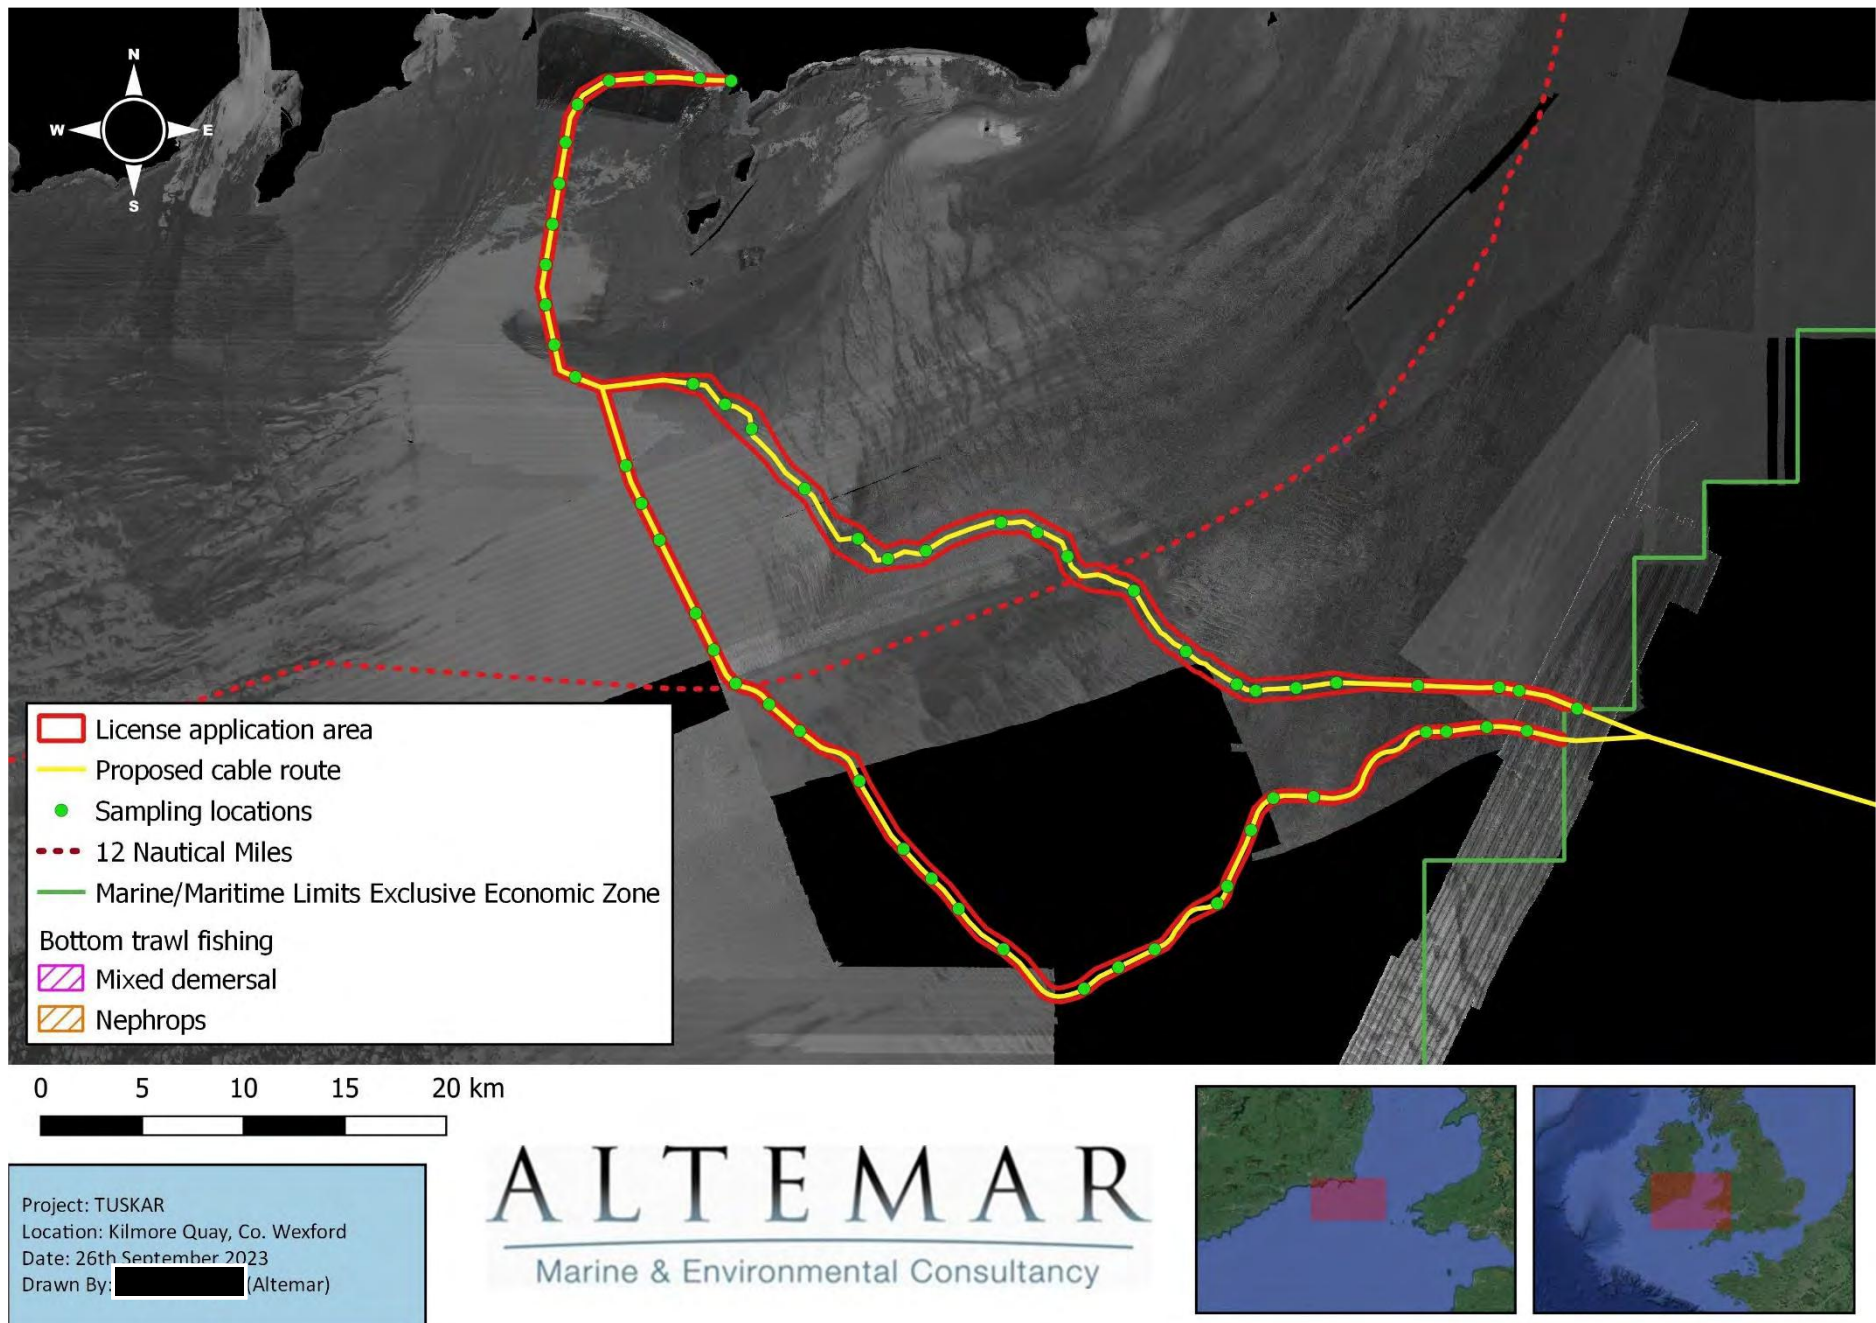 N
W E
S
License application area
Proposed cable route
Sampling locations
12 Nautical Miles
Marine/Maritime Limits Exclusive Economic Zone
Bottom trawl fishing
Mixed demersal
Nephrops
0 5 10 15 20 km
Project: TUSKAR
Location: Kilmore Quay, Co. Wexford
Date: 26th September 2023
Drawn By: (Altemar)
ALTEMAR
Marine & Environmental Consultancy